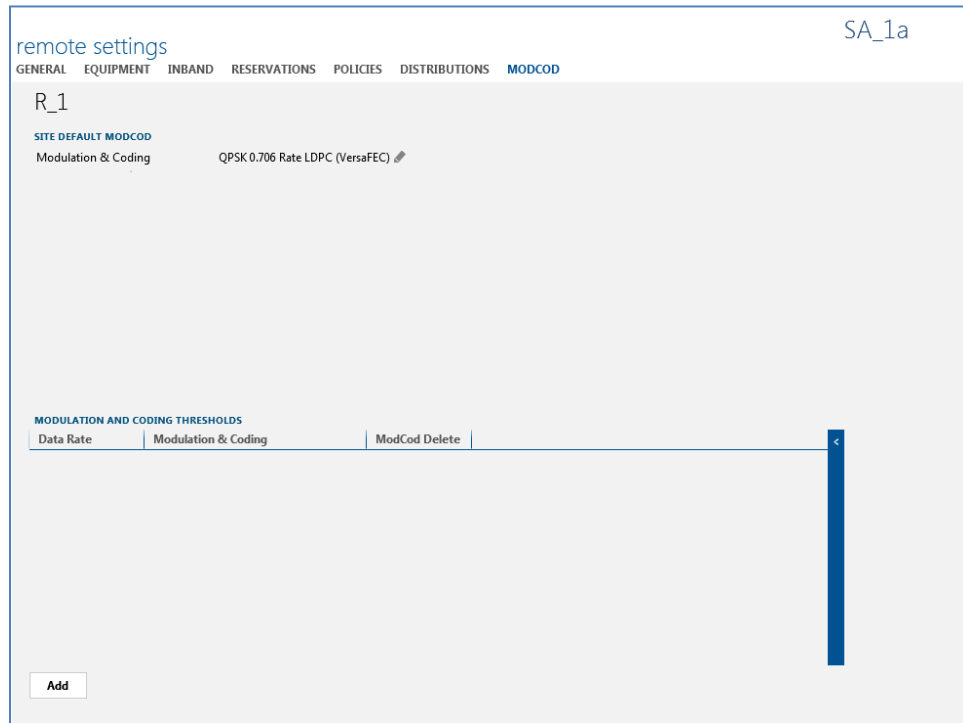 SA_1a
remote settings
GENERAL EQUIPMENT INBAND RESERVATIONS POLICIES DISTRIBUTIONS MODCOD
R_1
SITE DEFAULT MODCOD
Modulation & Coding QPSK 0.706 Rate LDPC (VersaFEC)
MODULATION AND CODING THRESHOLDS
Data Rate Modulation & Coding ModCod Delete
<
Add